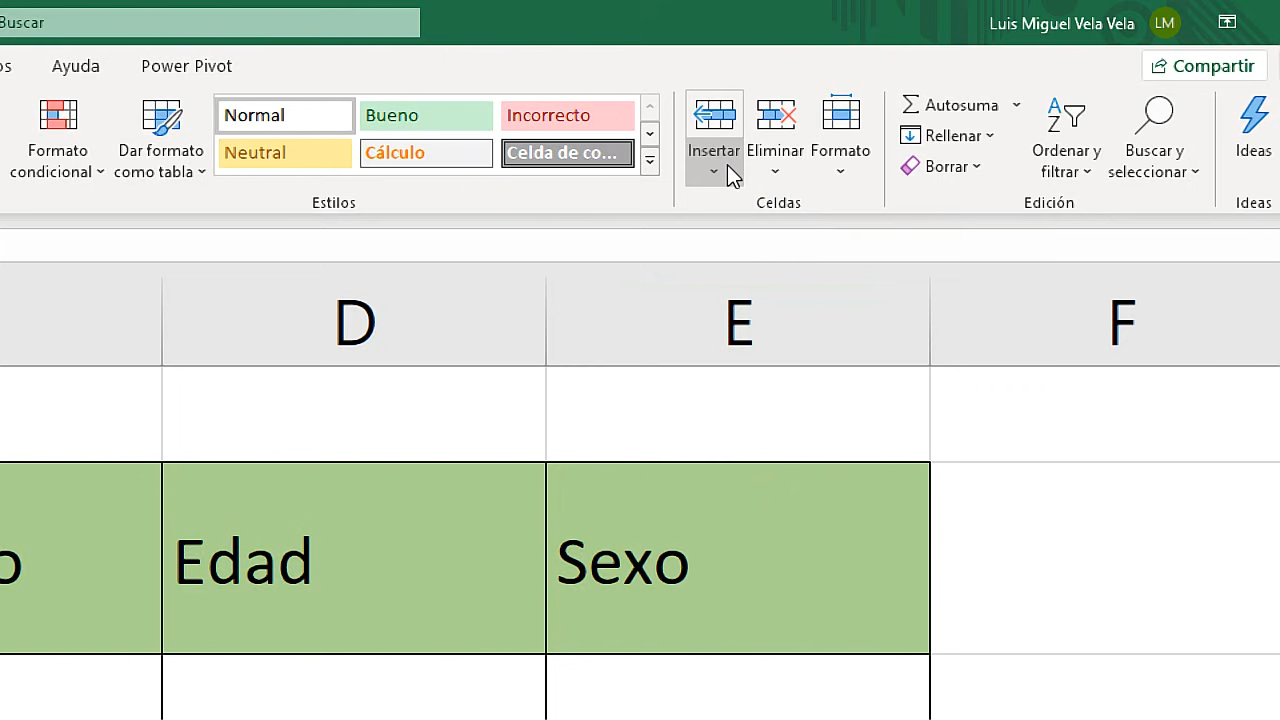 Buscar
Luis Miguel Vela Vela LM
os Ayuda Power Pivot Compartir
Formato condicional
Dar formato como tabla
Normal Bueno Incorrecto
Neutral Cálculo Celda de co...
Estilos
Insertar Eliminar Formato
Celdas
Autosuma
Rellenar
Borrar
Ordenar y filtrar
Buscar y seleccionar
Edición
Ideas
Ideas
D E F
o Edad Sexo